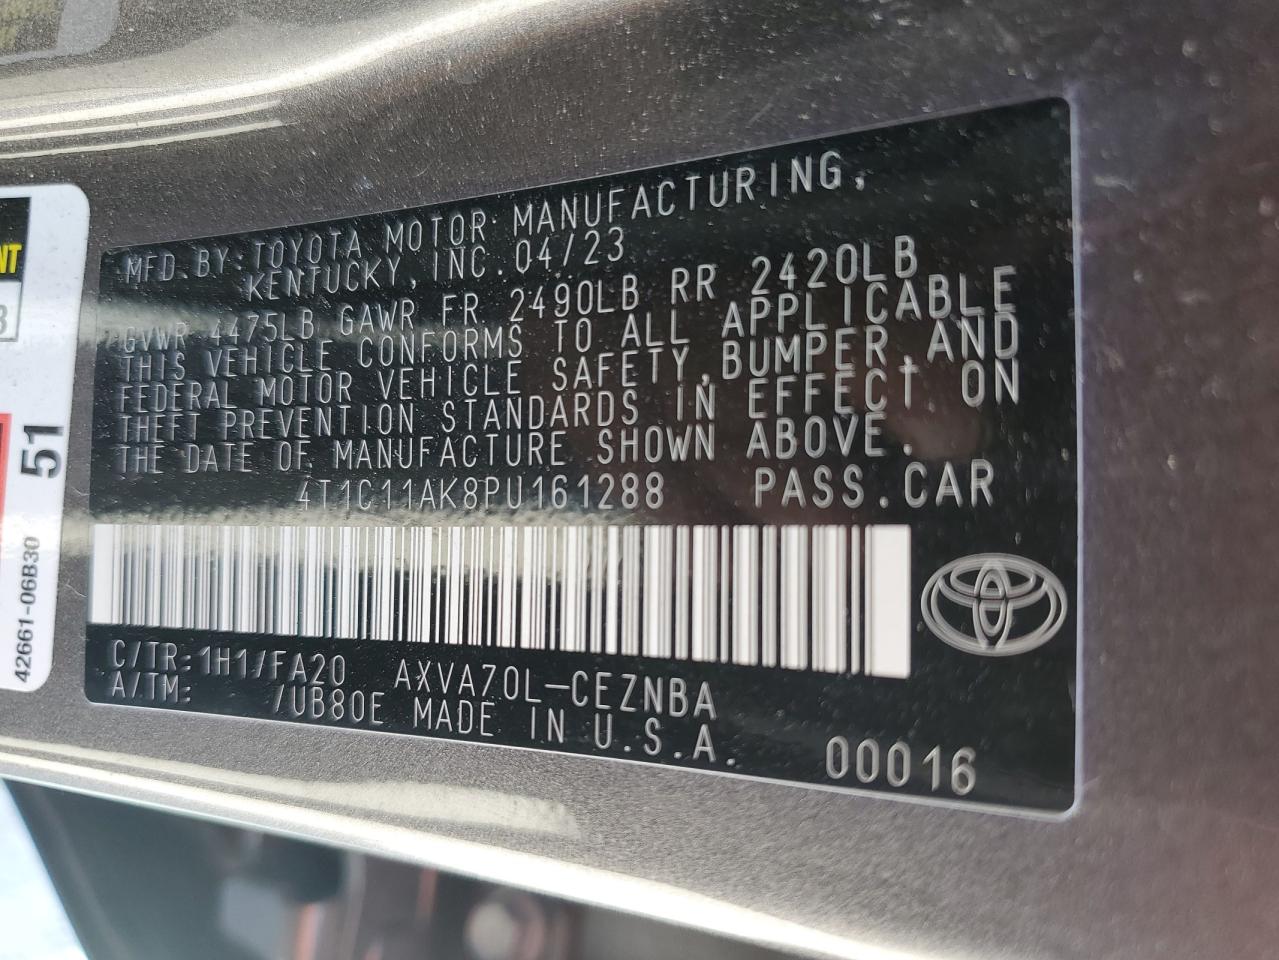 MFD.BY:TOYOTA MOTOR MANUFACTURING,
KENTUCKY, INC.04/23
GVWR 4475LB GAWR FR 2490LB RR 2420LB
THIS VEHICLE CONFORMS TO ALL APPLICABLE
FEDERAL MOTOR VEHICLE SAFETY,BUMPER,AND
THEFT PREVENTION STANDARDS IN EFFECT ON
THE DATE OF MANUFACTURE SHOWN ABOVE.
4T1C11AK8PU161288 PASS.CAR
C/TR:1H1/FA20 AXVA70L-CEZNBA
A/TM: /UB80E MADE IN U.S.A.
00016
51
42661-06B30